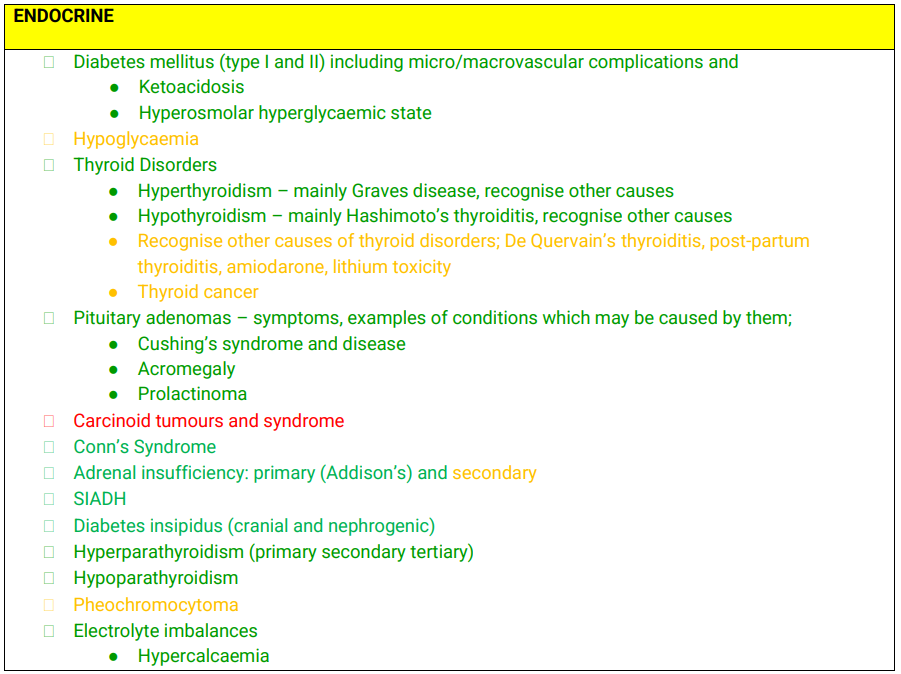 ENDOCRINE
Diabetes mellitus (type I and II) including micro/macrovascular complications and
● Ketoacidosis
● Hyperosmolar hyperglycaemic state
Hypoglycaemia
Thyroid Disorders
● Hyperthyroidism – mainly Graves disease, recognise other causes
● Hypothyroidism – mainly Hashimoto’s thyroiditis, recognise other causes
● Recognise other causes of thyroid disorders; De Quervain’s thyroiditis, post-partum
thyroiditis, amiodarone, lithium toxicity
● Thyroid cancer
Pituitary adenomas – symptoms, examples of conditions which may be caused by them;
● Cushing’s syndrome and disease
● Acromegaly
● Prolactinoma
Carcinoid tumours and syndrome
Conn’s Syndrome
Adrenal insufficiency: primary (Addison’s) and secondary
SIADH
Diabetes insipidus (cranial and nephrogenic)
Hyperparathyroidism (primary secondary tertiary)
Hypoparathyroidism
Pheochromocytoma
Electrolyte imbalances
● Hypercalcaemia